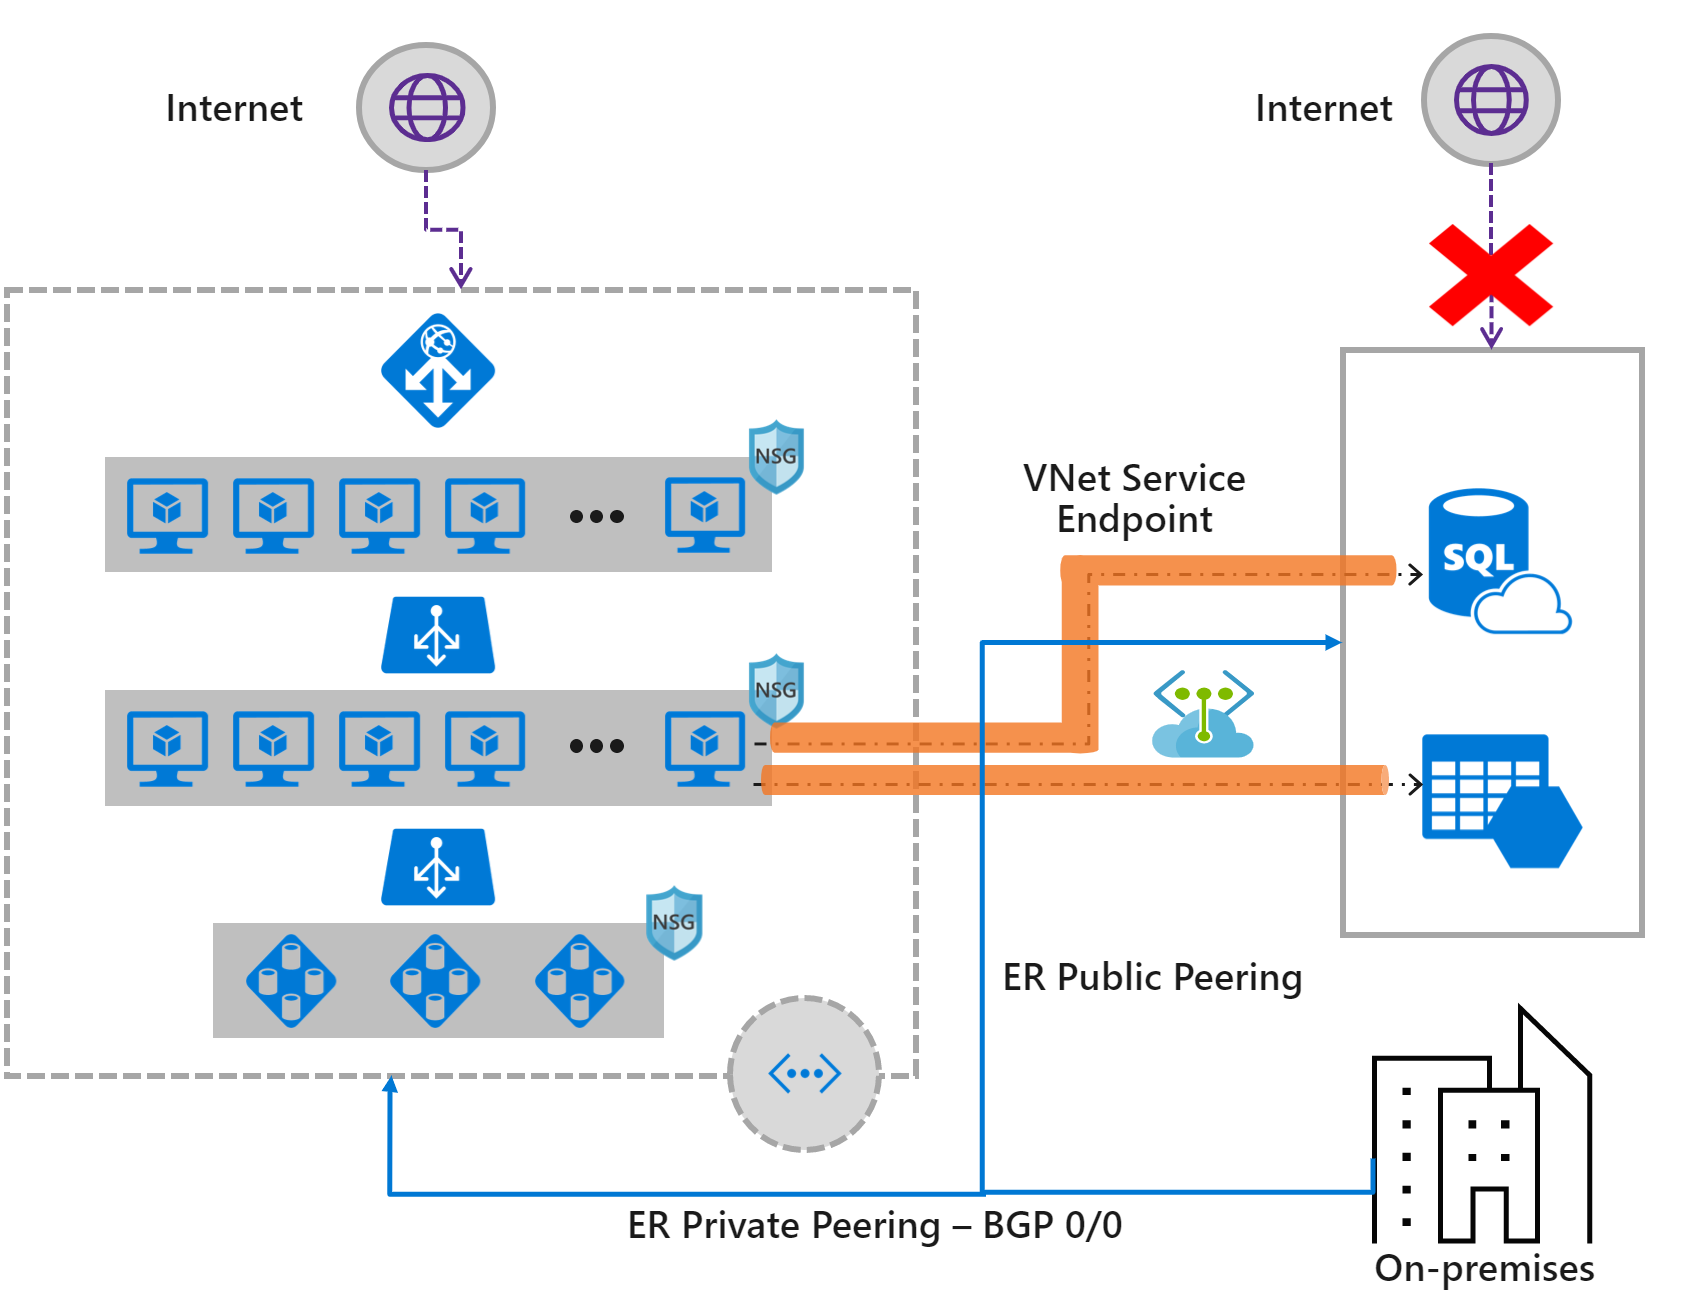 Internet
Internet
NSG
VNet Service
Endpoint
SQL
NSG
NSG
ER Public Peering
ER Private Peering – BGP 0/0
On-premises